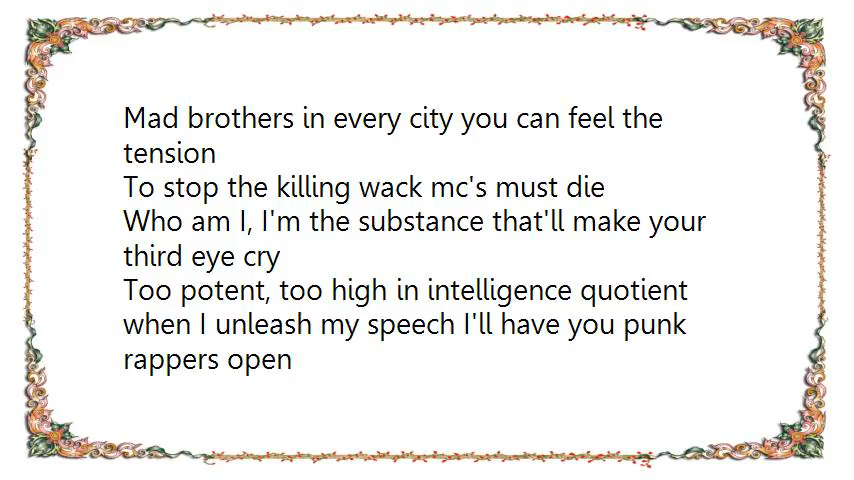 Mad brothers in every city you can feel the
tension
To stop the killing wack mc's must die
Who am I, I'm the substance that'll make your
third eye cry
Too potent, too high in intelligence quotient
when I unleash my speech I'll have you punk
rappers open